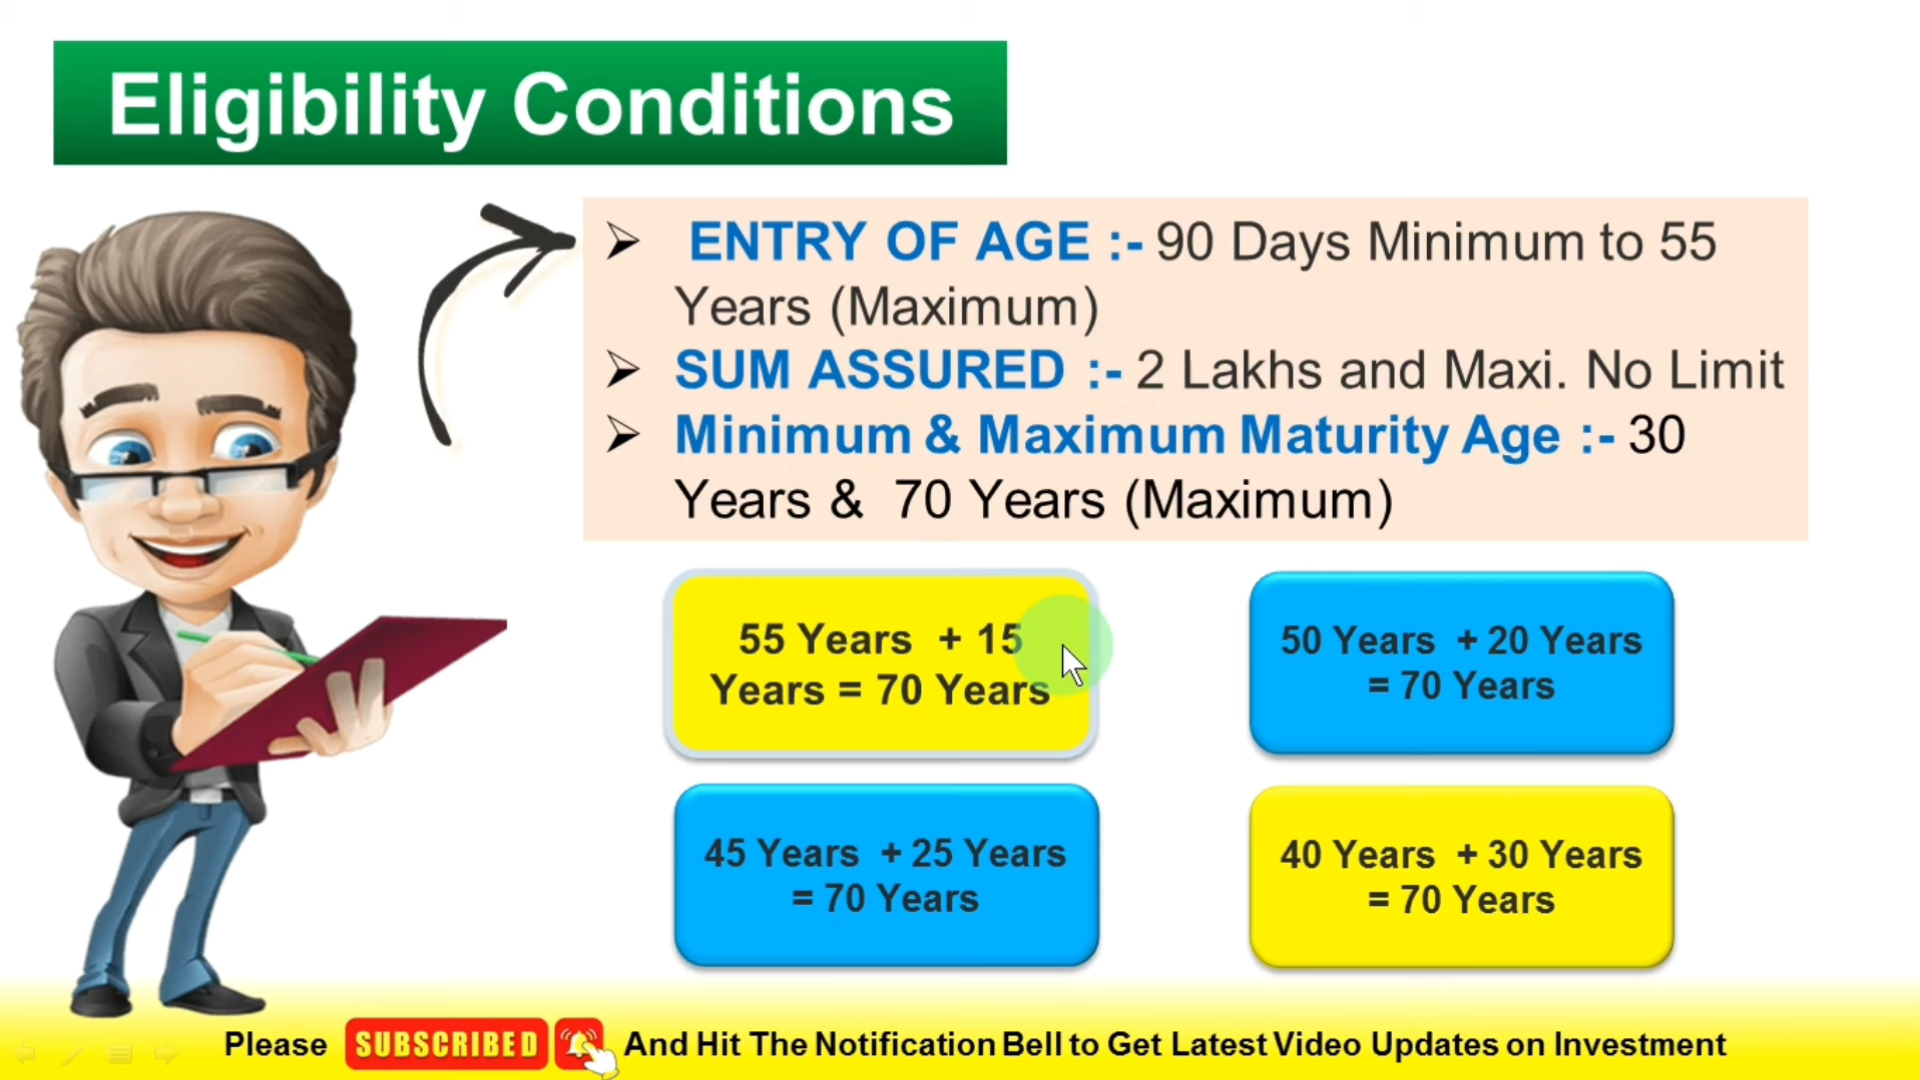 Eligibility Conditions
➢ ENTRY OF AGE :- 90 Days Minimum to 55
Years (Maximum)
➢ SUM ASSURED :- 2 Lakhs and Maxi. No Limit
➢ Minimum & Maximum Maturity Age :- 30
Years & 70 Years (Maximum)
55 Years + 15
Years = 70 Years
50 Years + 20 Years
= 70 Years
45 Years + 25 Years
= 70 Years
40 Years + 30 Years
= 70 Years
Please SUBSCRIBED And Hit The Notification Bell to Get Latest Video Updates on Investment